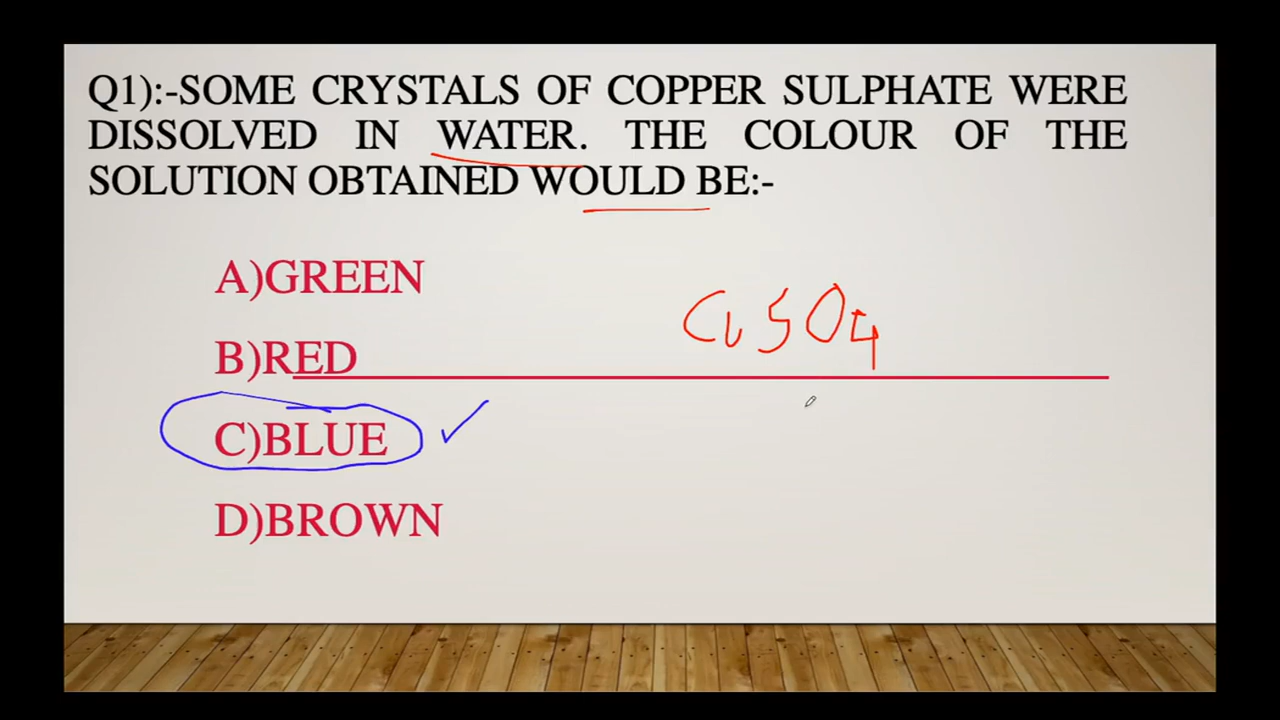 Q1):-SOME CRYSTALS OF COPPER SULPHATE WERE
DISSOLVED IN WATER. THE COLOUR OF THE
SOLUTION OBTAINED WOULD BE:-
A)GREEN
CuSO4
B)RED
C)BLUE
D)BROWN